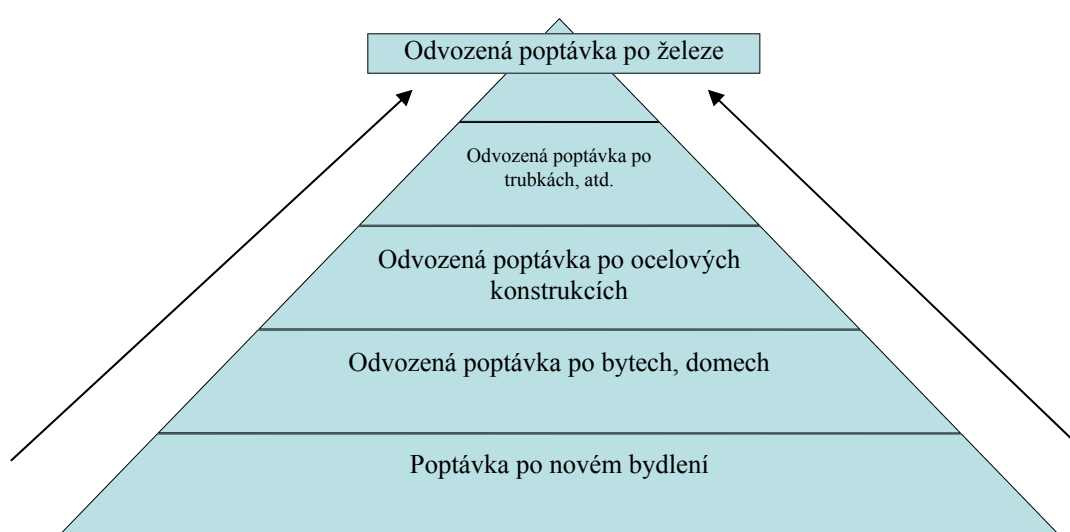 Odvozená poptávka po železe
Odvozená poptávka po
trubkách, atd.
Odvozená poptávka po ocelových
konstrukcích
Odvozená poptávka po bytech, domech
Poptávka po novém bydlení